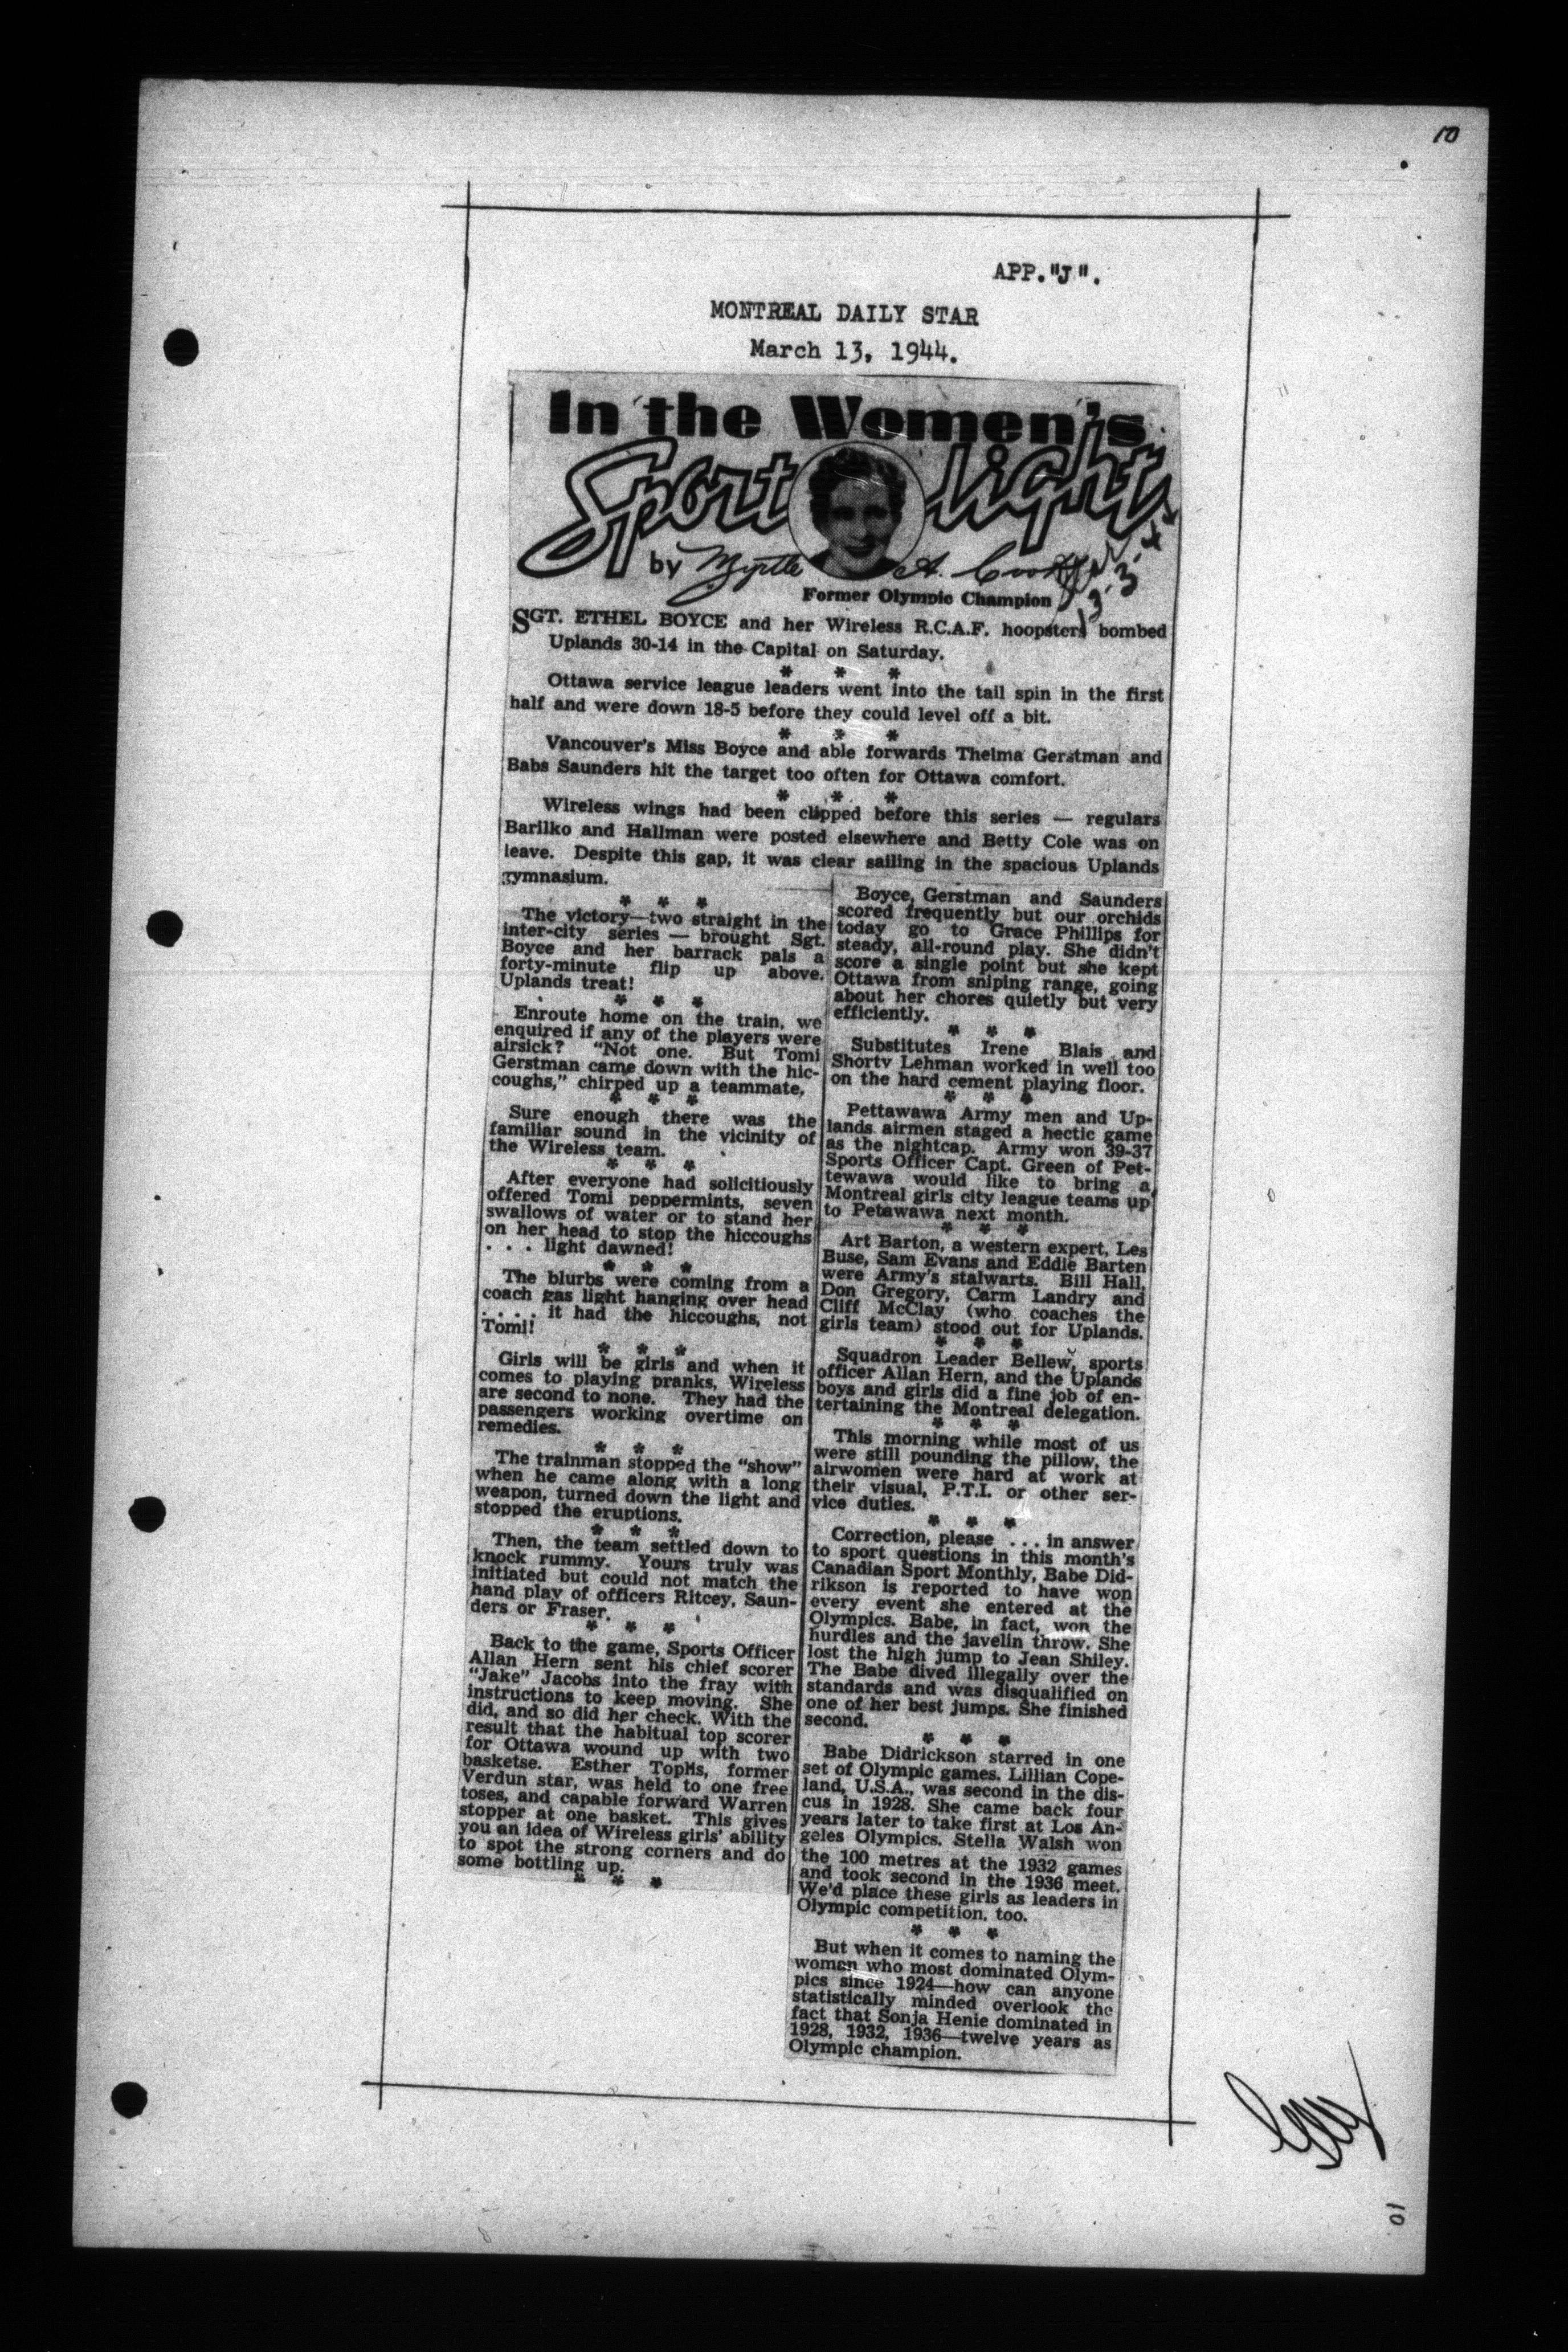 10
APP."J".
MONTREAL DAILY STAR
March 13, 1944.
In the Women's
Sport light
by Myrtle A. Cook
Former Olympic Champion
13.3.44
SGT. ETHEL BOYCE and her Wireless R.C.A.F. hoopsters bombed
Uplands 30-14 in the Capital on Saturday.
* * *
Ottawa service league leaders went into the tail spin in the first
half and were down 18-5 before they could level off a bit.
* * *
Vancouver's Miss Boyce and able forwards Thelma Gerstman and
Babs Saunders hit the target too often for Ottawa comfort.
* * *
Wireless wings had been clipped before this series — regulars
Barilko and Hallman were posted elsewhere and Betty Cole was on
leave. Despite this gap, it was clear sailing in the spacious Uplands
gymnasium.
* * *
The victory—two straight in the
inter-city series — brought Sgt.
Boyce and her barrack pals a
forty-minute flip up above.
Uplands treat!
* * *
Enroute home on the train, we
enquired if any of the players were
airsick? "Not one. But Tomi
Gerstman came down with the hic-
coughs," chirped up a teammate,
* * *
Sure enough there was the
familiar sound in the vicinity of
the Wireless team.
* * *
After everyone had solicitiously
offered Tomi peppermints, seven
swallows of water or to stand her
on her head to stop the hiccoughs
. . . light dawned!
* * *
The blurbs were coming from a
coach gas light hanging over head
. . . . it had the hiccoughs, not
Tomi!
* * *
Girls will be girls and when it
comes to playing pranks, Wireless
are second to none. They had the
passengers working overtime on
remedies.
* * *
The trainman stopped the "show"
when he came along with a long
weapon, turned down the light and
stopped the eruptions.
* * *
Then, the team settled down to
knock rummy. Yours truly was
initiated but could not match the
hand play of officers Ritcey, Saun-
ders or Fraser.
* * *
Back to the game, Sports Officer
Allan Hern sent his chief scorer
"Jake" Jacobs into the fray with
instructions to keep moving. She
did, and so did her check. With the
result that the habitual top scorer
for Ottawa wound up with two
basketse. Esther Toplis, former
Verdun star, was held to one free
toses, and capable forward Warren
stopper at one basket. This gives
you an idea of Wireless girls' ability
to spot the strong corners and do
some bottling up.
* * *
Boyce, Gerstman and Saunders
scored frequently but our orchids
today go to Grace Phillips for
steady, all-round play. She didn't
score a single point but she kept
Ottawa from sniping range, going
about her chores quietly but very
efficiently.
* * *
Substitutes Irene Blais and
Shorty Lehman worked in well too
on the hard cement playing floor.
* * *
Pettawawa Army men and Up-
lands airmen staged a hectic game
as the nightcap. Army won 39-37
Sports Officer Capt. Green of Pet-
tewawa would like to bring a
Montreal girls city league teams up
to Petawawa next month.
* * *
Art Barton, a western expert, Les
Buse, Sam Evans and Eddie Barten
were Army's stalwarts. Bill Hall,
Don Gregory, Carm Landry and
Cliff McClay (who coaches the
girls team) stood out for Uplands.
* * *
Squadron Leader Bellew, sports
officer Allan Hern, and the Uplands
boys and girls did a fine job of en-
tertaining the Montreal delegation.
* * *
This morning while most of us
were still pounding the pillow, the
airwomen were hard at work at
their visual, P.T.I. or other ser-
vice duties.
* * *
Correction, please . . . in answer
to sport questions in this month's
Canadian Sport Monthly, Babe Did-
rikson is reported to have won
every event she entered at the
Olympics. Babe, in fact, won the
hurdles and the javelin throw. She
lost the high jump to Jean Shiley.
The Babe dived illegally over the
standards and was disqualified on
one of her best jumps. She finished
second.
* * *
Babe Didrickson starred in one
set of Olympic games. Lillian Cope-
land, U.S.A., was second in the dis-
cus in 1928. She came back four
years later to take first at Los An-
geles Olympics. Stella Walsh won
the 100 metres at the 1932 games
and took second in the 1936 meet.
We'd place these girls as leaders in
Olympic competition, too.
* * *
But when it comes to naming the
woman who most dominated Olym-
pics since 1924—how can anyone
statistically minded overlook the
fact that Sonja Henie dominated in
1928, 1932, 1936—twelve years as
Olympic champion.
10